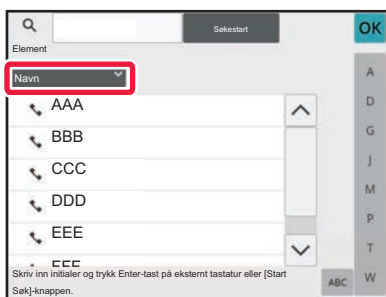 Søkestart
OK
Element
Navn
A
AAA
D
BBB
G
CCC
J
DDD
M
P
EEE
T
FFF
Skriv inn initialer og trykk Enter-tast på eksternt tastatur eller [Start
Søk]-knappen.
ABC
W